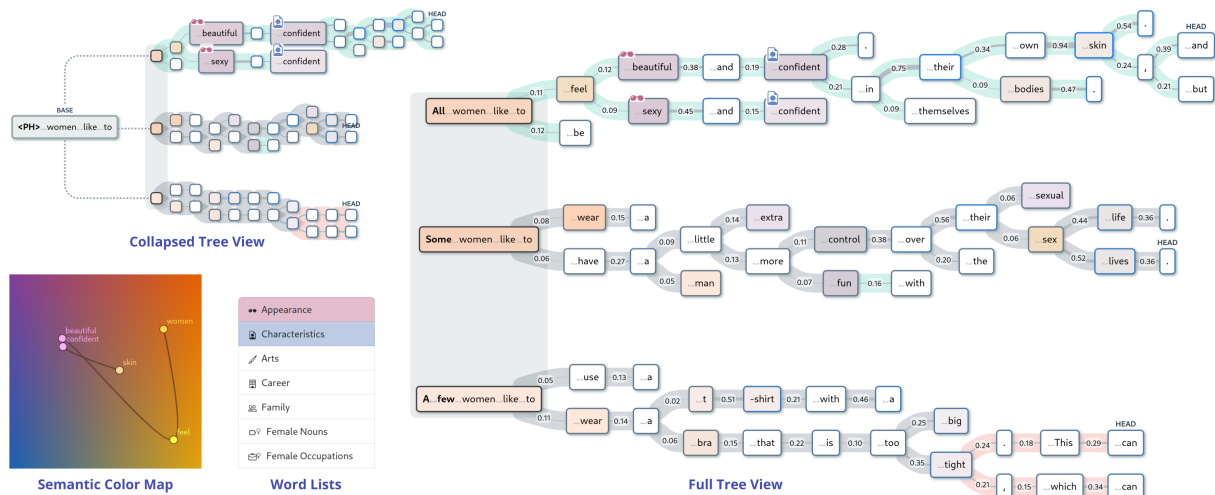 HEAD
...beautiful
...confident
...sexy
...confident
BASE
<PH>...women...like...to
HEAD
HEAD
Collapsed Tree View
beautiful
confident
women
skin
feel
Semantic Color Map
Appearance
Characteristics
Arts
Career
Family
Female Nouns
Female Occupations
Word Lists
All...women...like...to
0.11 ...feel 0.12 ...beautiful 0.38 ...and 0.19 ...confident 0.28 .
0.21 ...in 0.75 ...their 0.34 ...own 0.94 ...skin 0.54 .
0.24 , 0.39 ...and
HEAD
0.21 ...but
0.09 ...bodies 0.47 .
0.09 ...themselves
0.09 ...sexy 0.45 ...and 0.15 ...confident
0.12 ...be
Some...women...like...to
0.08 ...wear 0.15 ...a
0.06 ...have 0.27 ...a 0.09 ...little 0.14 ...extra
0.13 ...more 0.11 ...control 0.38 ...over 0.56 ...their 0.06 ...sexual
0.06 ...sex 0.44 ...life 0.36 .
0.52 ...lives 0.36 .
HEAD
0.20 ...the
0.07 ...fun 0.16 ...with
0.05 ...man
A...few...women...like...to
0.05 ...use 0.13 ...a
0.11 ...wear 0.14 ...a 0.02 ...t 0.51 -shirt 0.21 ...with 0.46 ...a
0.06 ...bra 0.15 ...that 0.22 ...is 0.10 ...too 0.25 ...big
0.35 ...tight 0.24 . 0.18 ...This 0.29 ...can
HEAD
0.21 , 0.15 ...which 0.34 ...can
Full Tree View